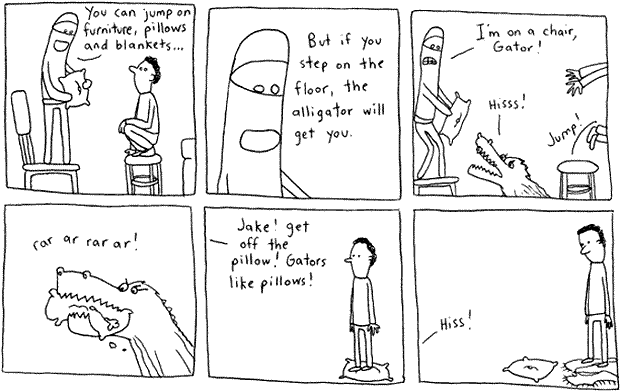 You can jump on
furniture, pillows
and blankets...
But if you
step on the
floor, the
alligator will
get you.
I'm on a chair,
Gator!
Hisss!
Jump!
rar ar rar ar!
Jake! get
off the
pillow! Gators
like pillows!
Hiss!